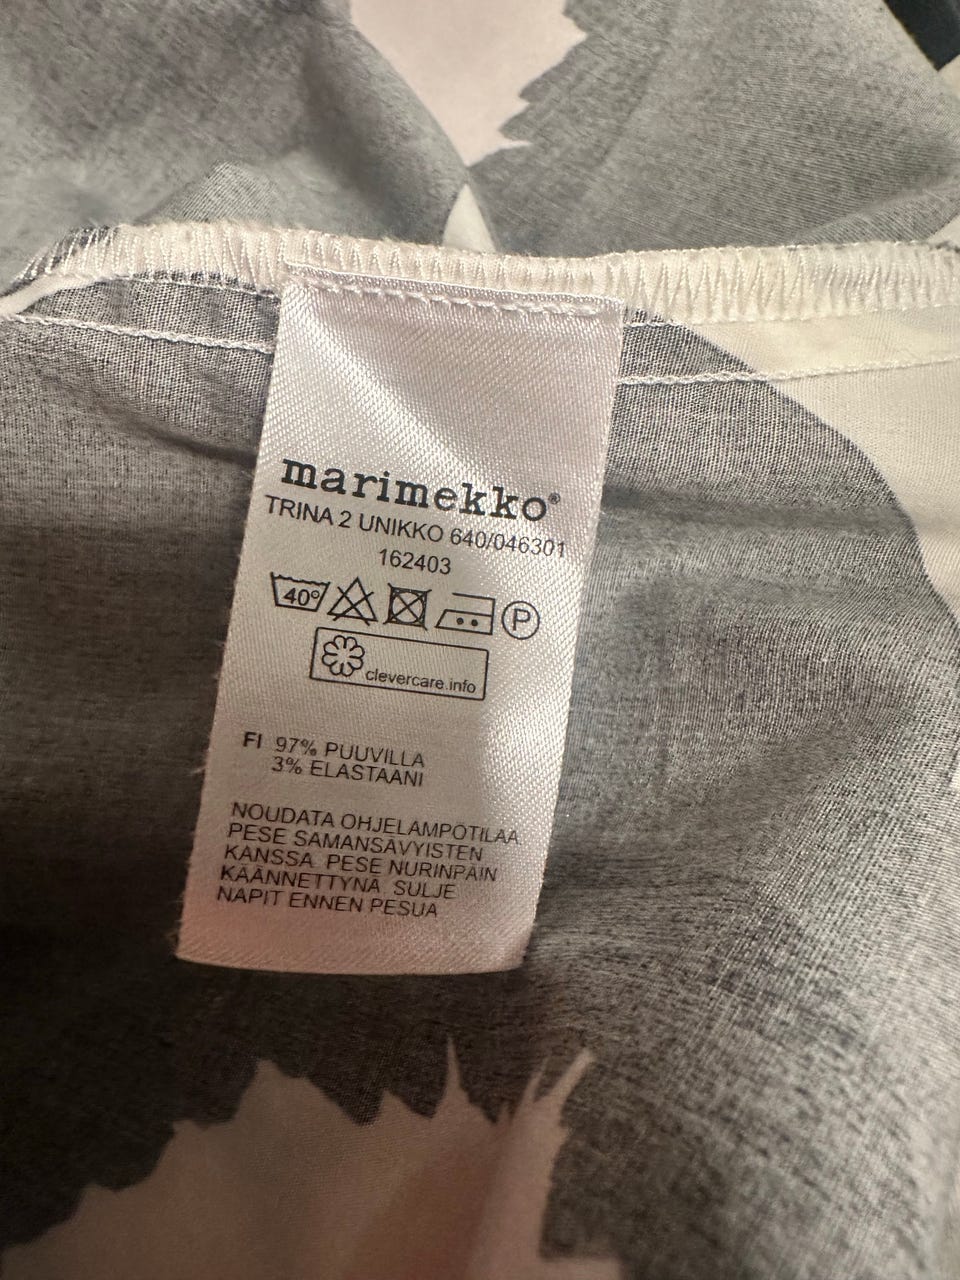 marimekko®
TRINA 2 UNIKKO 640/046301
162403
40° P
clevercare.info
FI 97% PUUVILLA
3% ELASTAANI
NOUDATA OHJELAMPÖTILAA
PESE SAMANSÄVYISTEN
KANSSA. PESE NURINPÄIN
KÄÄNNETTYNÄ. SULJE
NAPIT ENNEN PESUA